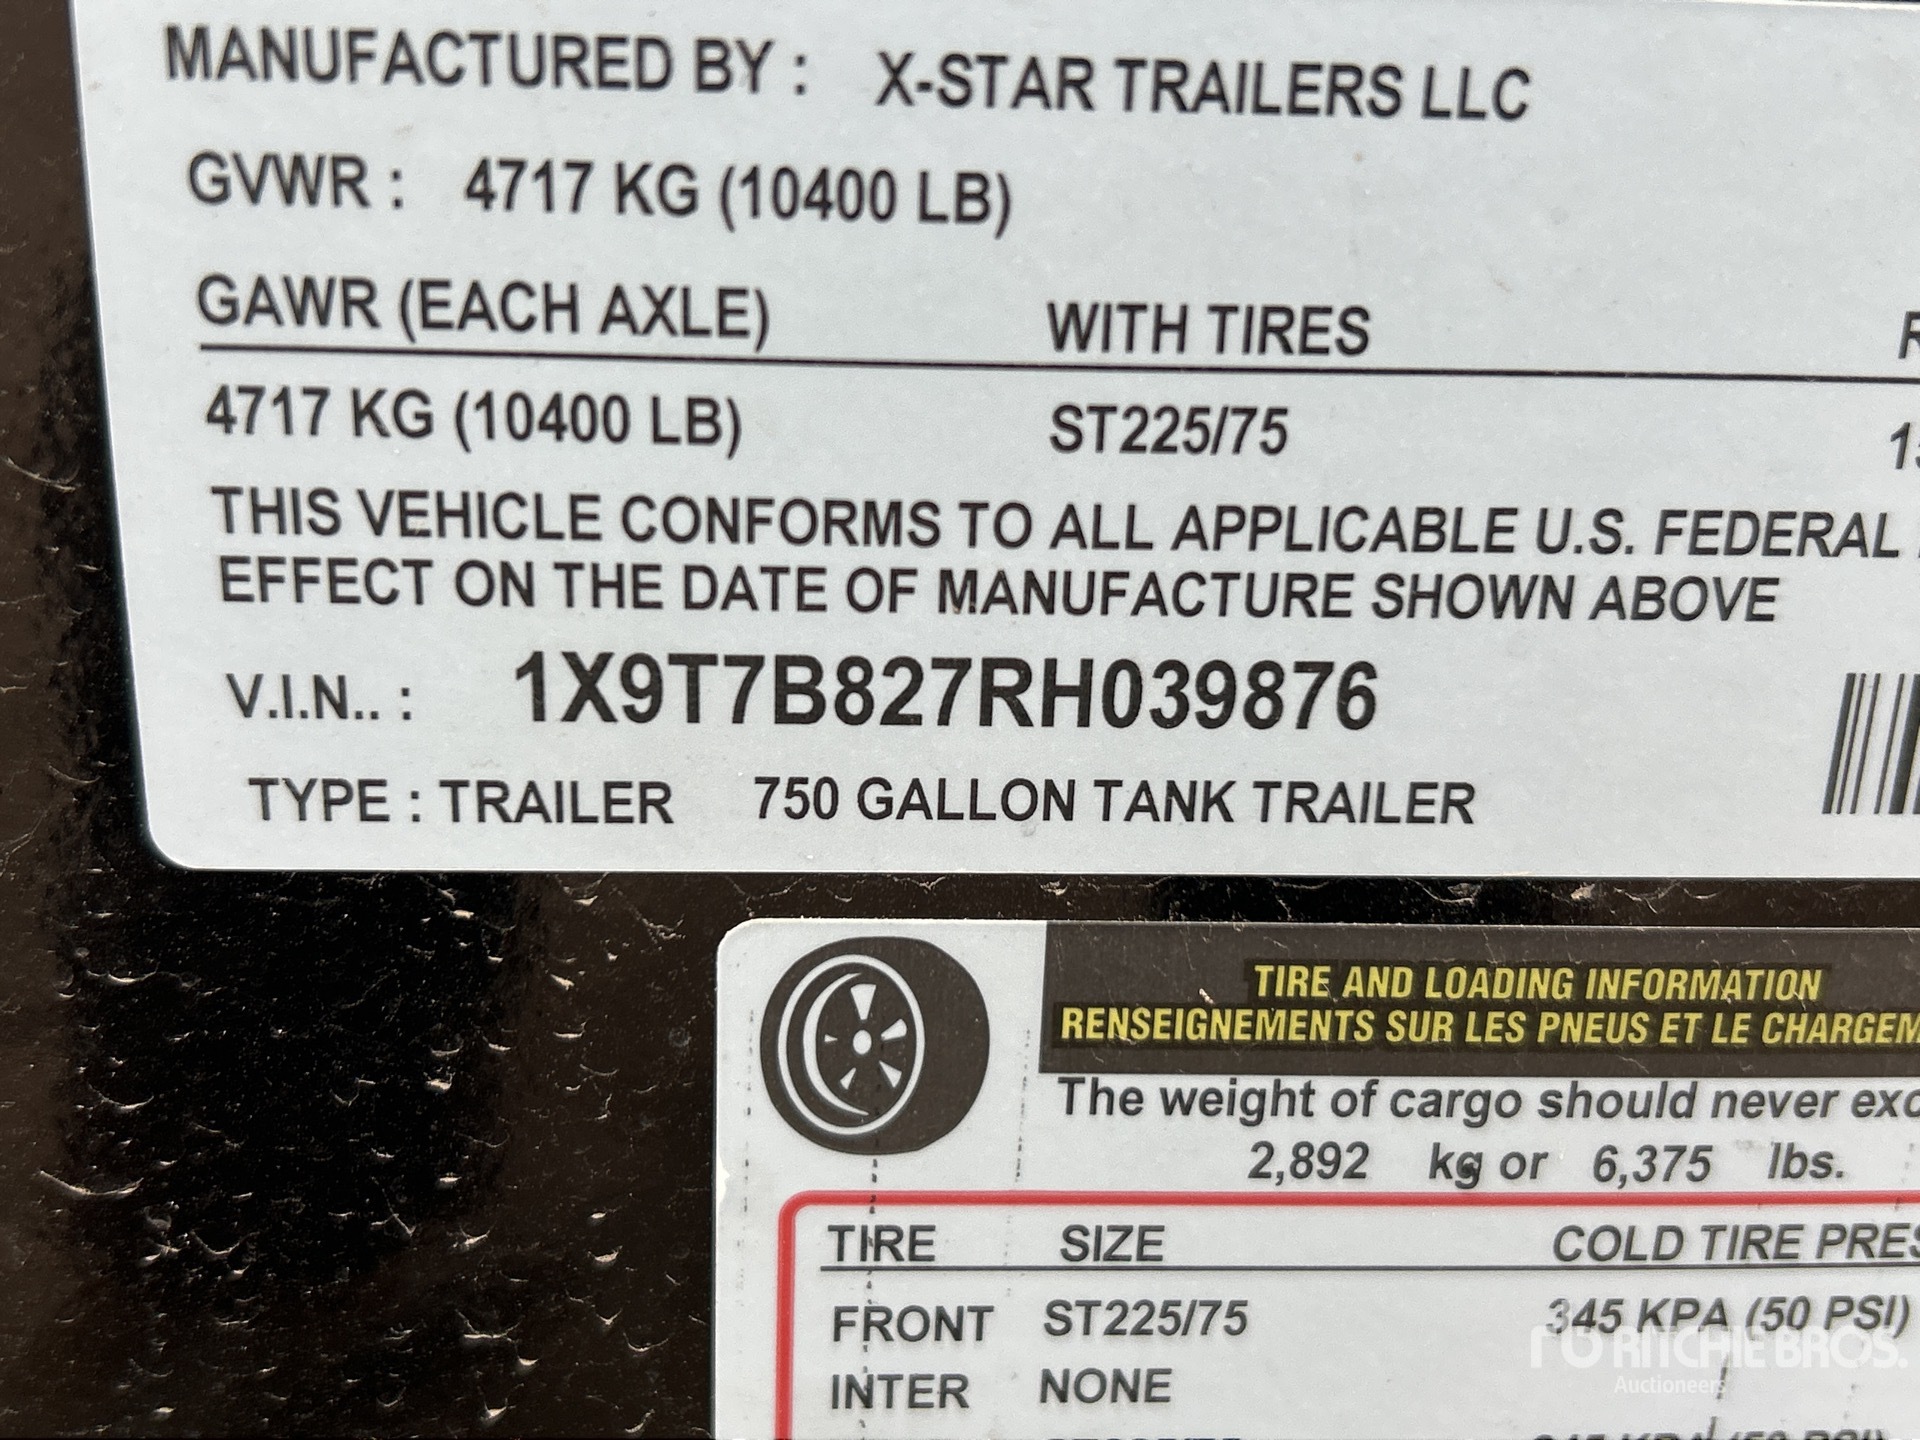 MANUFACTURED BY : X-STAR TRAILERS LLC
GVWR : 4717 KG (10400 LB)
GAWR (EACH AXLE) WITH TIRES R
4717 KG (10400 LB) ST225/75
THIS VEHICLE CONFORMS TO ALL APPLICABLE U.S. FEDERAL
EFFECT ON THE DATE OF MANUFACTURE SHOWN ABOVE
V.I.N.. : 1X9T7B827RH039876
TYPE : TRAILER 750 GALLON TANK TRAILER
TIRE AND LOADING INFORMATION
RENSEIGNEMENTS SUR LES PNEUS ET LE CHARGEM
The weight of cargo should never exc
2,892 kg or 6,375 lbs.
TIRE SIZE COLD TIRE PRES
FRONT ST225/75 345 KPA (50 PSI)
INTER NONE
RITCHIE BROS.
Auctioneers